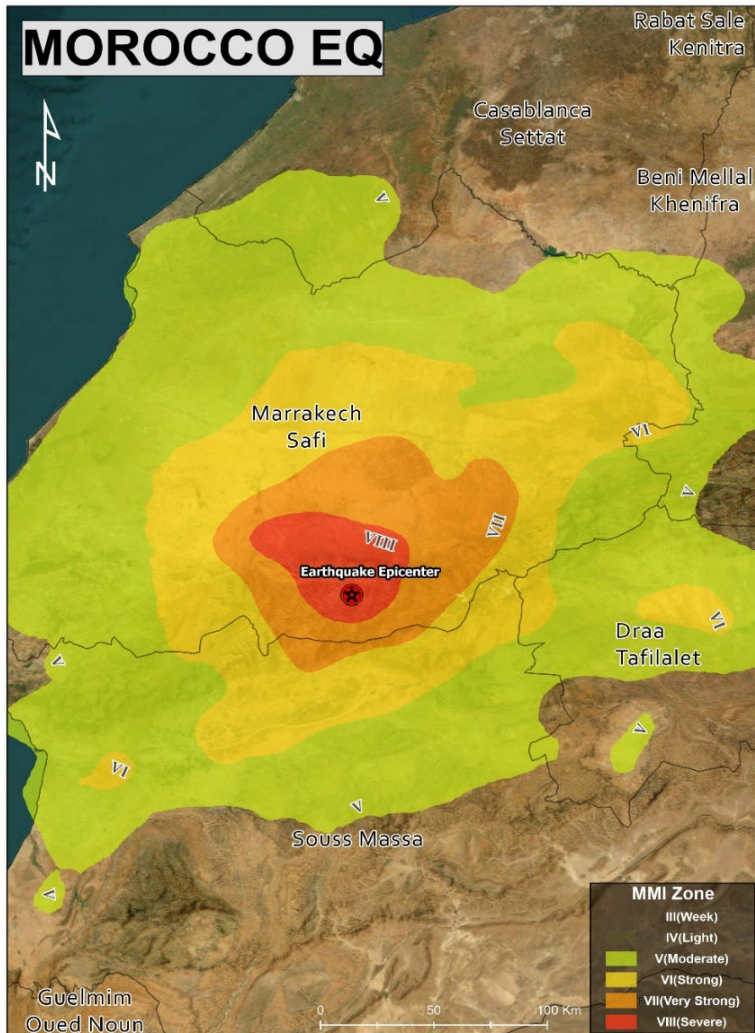 MOROCCO EQ
Rabat Sale
Kenitra
N
Casablanca
Settat
Beni Mellal
Khenifra
V
Marrakech
Safi
VI
V
VII
VIII
Earthquake Epicenter
VI
Draa
Tafilalet
V
V
VI
V
Souss Massa
V
Guelmim
Oued Noun
0 50 100 Km
MMI Zone
III(Week)
IV(Light)
V(Moderate)
VI(Strong)
VII(Very Strong)
VIII(Severe)